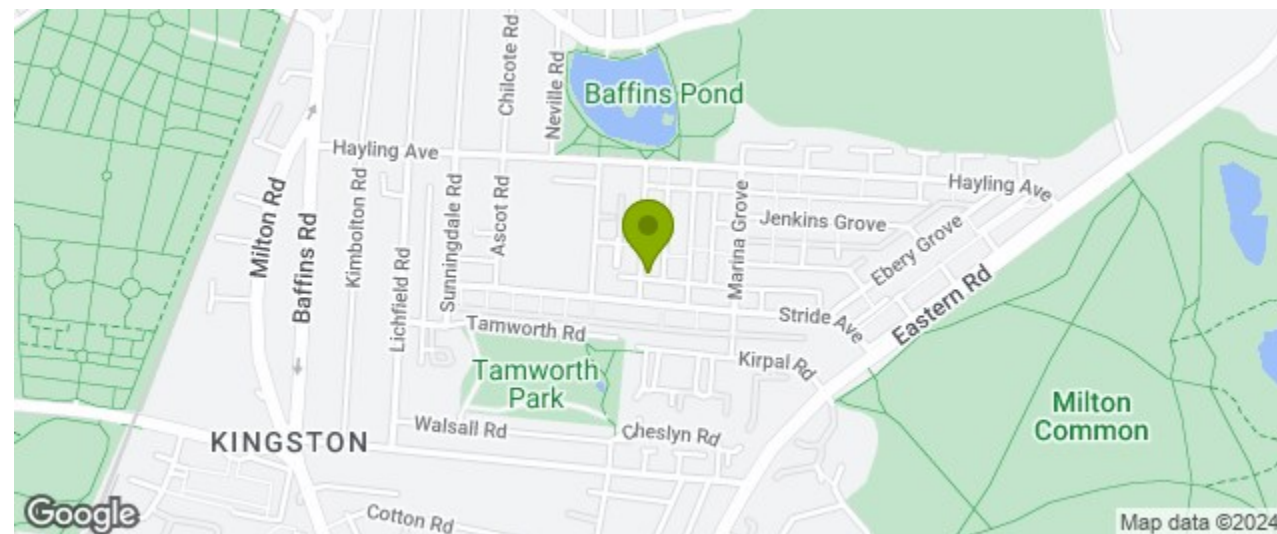 Chilcote Rd
Neville Rd
Baffins Pond
Hayling Ave
Hayling Ave
Milton Rd
Baffins Rd
Kimbolton Rd
Lichfield Rd
Sunningdale Rd
Ascot Rd
Marina Grove
Jenkins Grove
Ebery Grove
Eastern Rd
Stride Ave
Tamworth Rd
Kirpal Rd
Tamworth
Park
Milton
Common
Walsall Rd
Cheslyn Rd
KINGSTON
Cotton Rd
Google
Map data ©2024